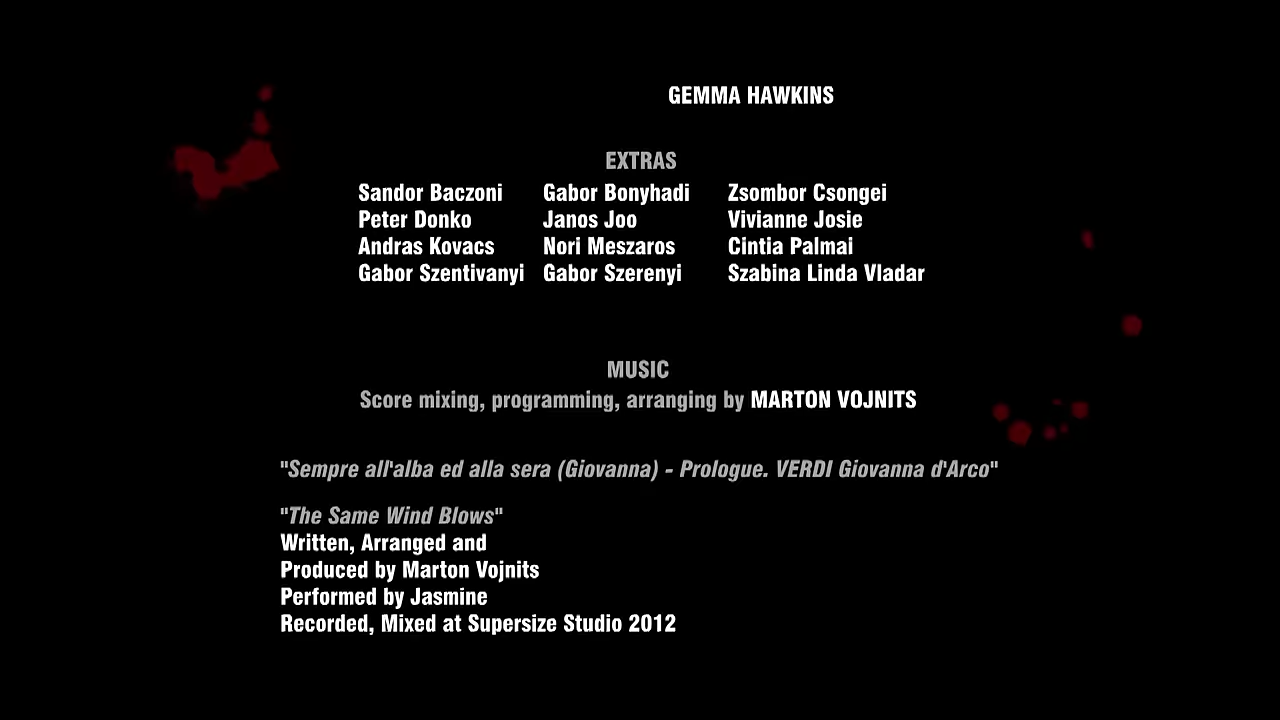 GEMMA HAWKINS
EXTRAS
Sandor Baczoni Gabor Bonyhadi Zsombor Csongei
Peter Donko Janos Joo Vivianne Josie
Andras Kovacs Nori Meszaros Cintia Palmai
Gabor Szentivanyi Gabor Szerenyi Szabina Linda Vladar
MUSIC
Score mixing, programming, arranging by MARTON VOJNITS
"Sempre all'alba ed alla sera (Giovanna) - Prologue. VERDI Giovanna d'Arco"
"The Same Wind Blows"
Written, Arranged and
Produced by Marton Vojnits
Performed by Jasmine
Recorded, Mixed at Supersize Studio 2012